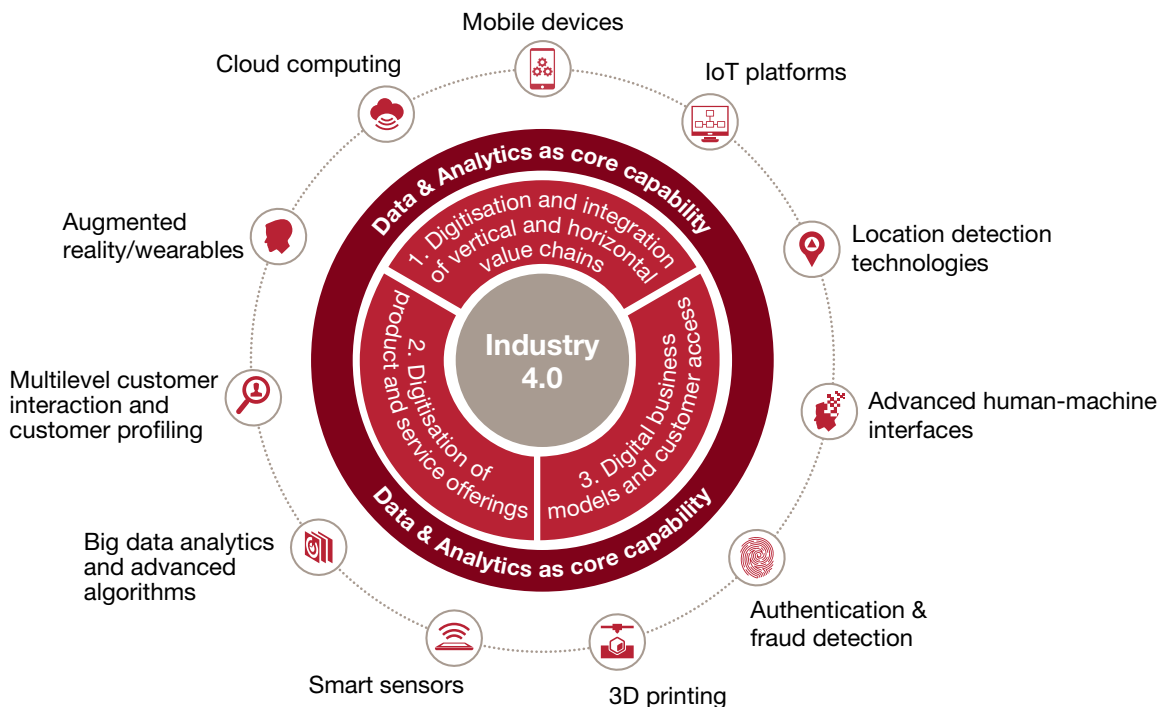 Mobile devices
Cloud computing
IoT platforms
Data & Analytics as core capability
1. Digitisation and integration
of vertical and horizontal
value chains
Augmented
reality/wearables
Location detection
technologies
Industry
4.0
2. Digitisation of
product and service offerings
3. Digital business
models and customer access
Multilevel customer
interaction and
customer profiling
Advanced human-machine
interfaces
Data & Analytics as core capability
Big data analytics
and advanced
algorithms
Authentication &
fraud detection
Smart sensors
3D printing